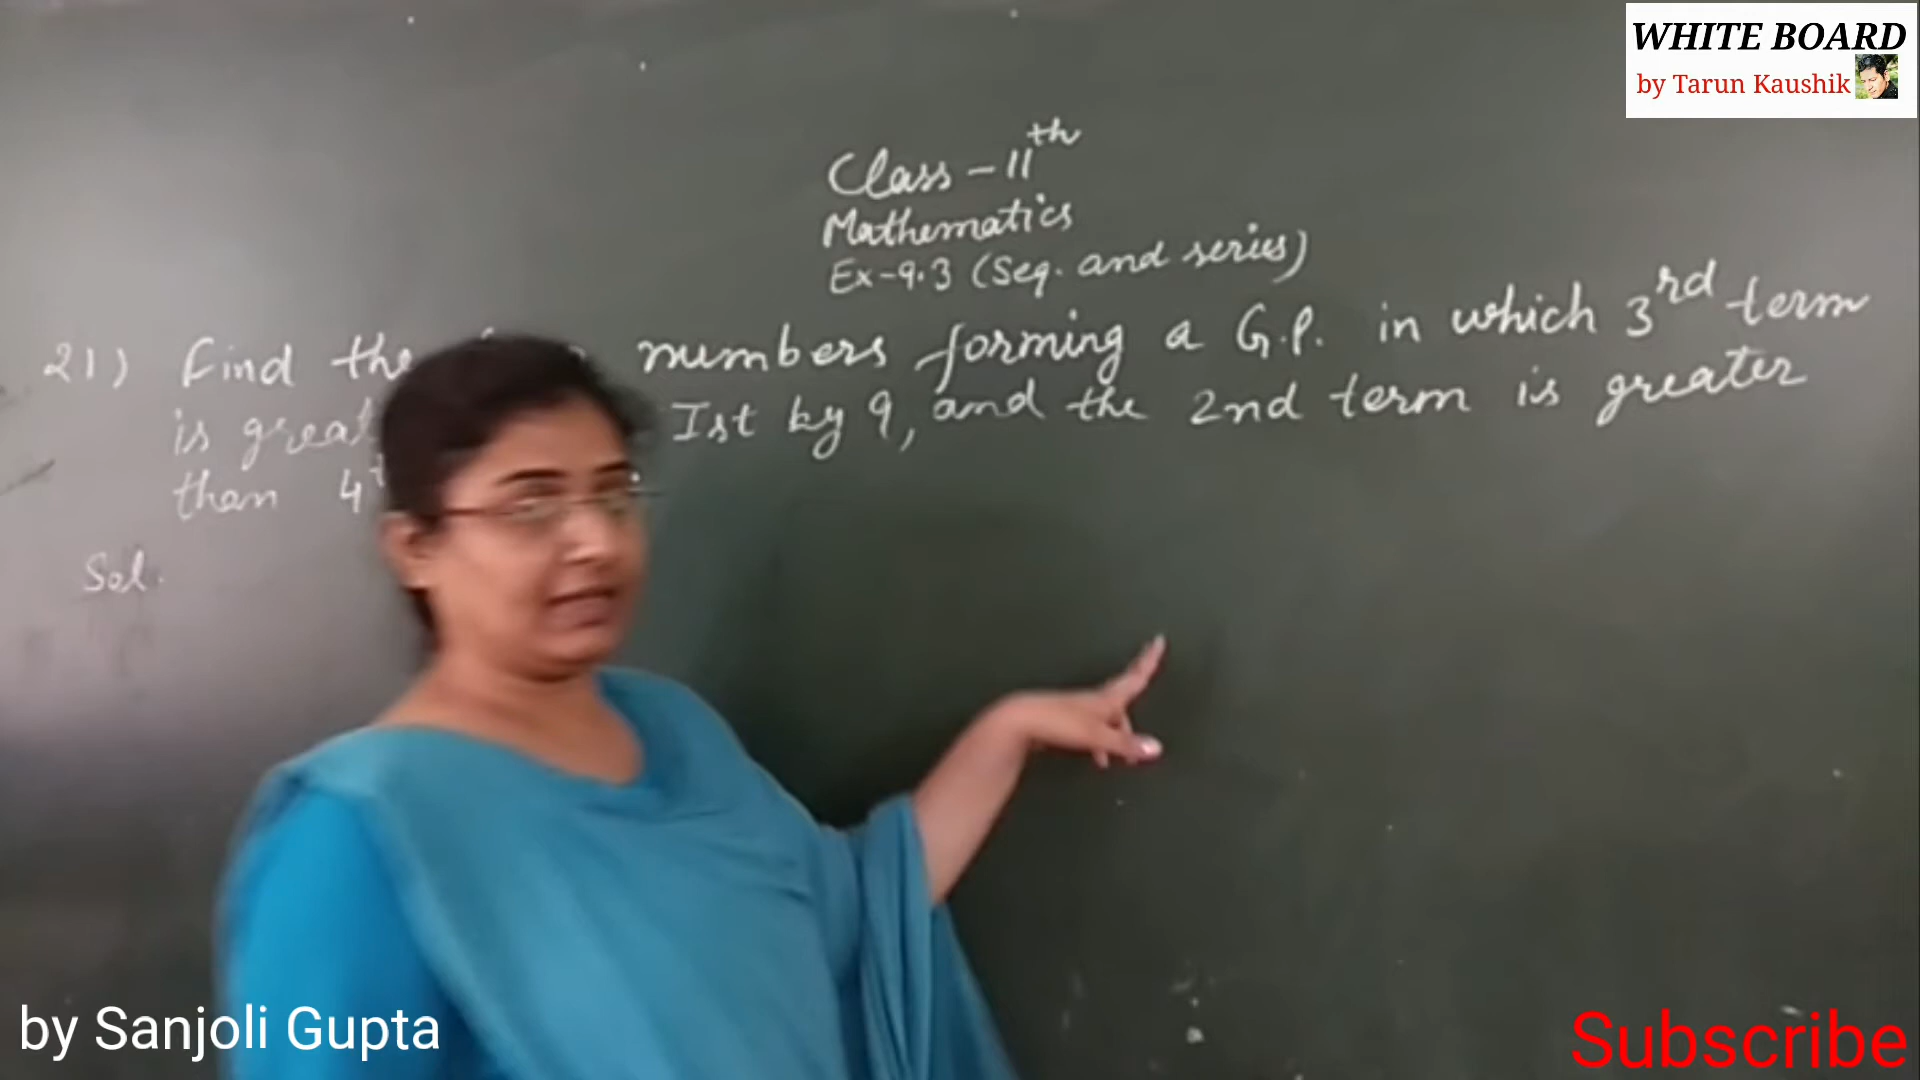 WHITE BOARD
by Tarun Kaushik
Class - 11th
Mathematics
Ex-9.3 (Seq. and series)
21) Find the numbers forming a G.P. in which 3rd term
is Ist by 9, and the 2nd term is greater
than
Sol.
by Sanjoli Gupta
Subscribe